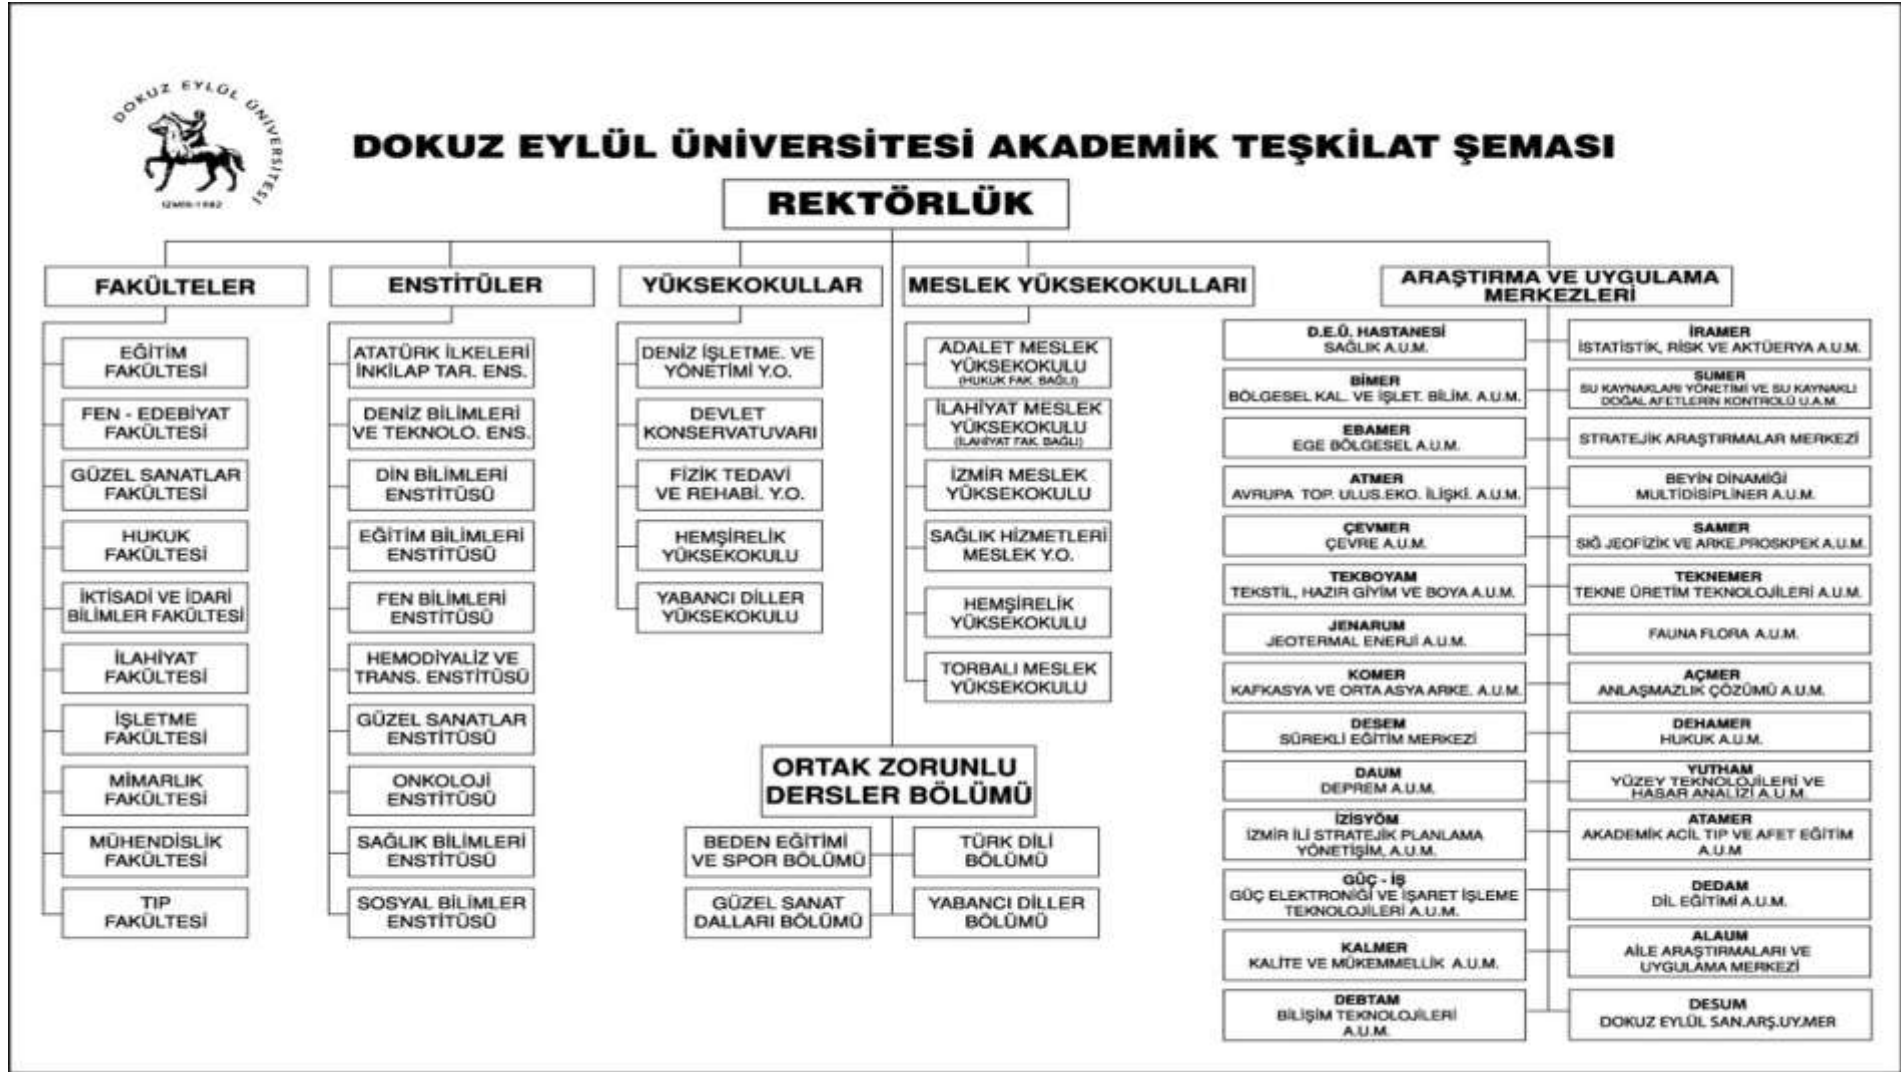 DOKUZ EYLÜL ÜNİVERSİTESİ
İZMİR-1982
DOKUZ EYLÜL ÜNİVERSİTESİ AKADEMİK TEŞKİLAT ŞEMASI
REKTÖRLÜK
FAKÜLTELER
EĞİTİM
FAKÜLTESİ
FEN - EDEBİYAT
FAKÜLTESİ
GÜZEL SANATLAR
FAKÜLTESİ
HUKUK
FAKÜLTESİ
İKTİSADİ VE İDARİ
BİLİMLER FAKÜLTESİ
İLAHİYAT
FAKÜLTESİ
İŞLETME
FAKÜLTESİ
MİMARLIK
FAKÜLTESİ
MÜHENDİSLİK
FAKÜLTESİ
TIP
FAKÜLTESİ
ENSTİTÜLER
ATATÜRK İLKELERİ
İNKİLAP TAR. ENS.
DENİZ BİLİMLERİ
VE TEKNOLO. ENS.
DİN BİLİMLERİ
ENSTİTÜSÜ
EĞİTİM BİLİMLERİ
ENSTİTÜSÜ
FEN BİLİMLERİ
ENSTİTÜSÜ
HEMODİYALİZ VE
TRANS. ENSTİTÜSÜ
GÜZEL SANATLAR
ENSTİTÜSÜ
ONKOLOJİ
ENSTİTÜSÜ
SAĞLIK BİLİMLERİ
ENSTİTÜSÜ
SOSYAL BİLİMLER
ENSTİTÜSÜ
YÜKSEKOKULLAR
DENİZ İŞLETME. VE
YÖNETİMİ Y.O.
DEVLET
KONSERVATUVARI
FİZİK TEDAVİ
VE REHABİ. Y.O.
HEMŞİRELİK
YÜKSEKOKULU
YABANCI DİLLER
YÜKSEKOKULU
MESLEK YÜKSEKOKULLARI
ADALET MESLEK
YÜKSEKOKULU
(HUKUK FAK. BAĞLI)
İLAHİYAT MESLEK
YÜKSEKOKULU
(İLAHİYAT FAK. BAĞLI)
İZMİR MESLEK
YÜKSEKOKULU
SAĞLIK HİZMETLERİ
MESLEK Y.O.
HEMŞİRELİK
YÜKSEKOKULU
TORBALI MESLEK
YÜKSEKOKULU
ORTAK ZORUNLU
DERSLER BÖLÜMÜ
BEDEN EĞİTİMİ
VE SPOR BÖLÜMÜ
TÜRK DİLİ
BÖLÜMÜ
GÜZEL SANAT
DALLARI BÖLÜMÜ
YABANCI DİLLER
BÖLÜMÜ
ARAŞTIRMA VE UYGULAMA
MERKEZLERİ
D.E.Ü. HASTANESİ
SAĞLIK A.U.M.
BİMER
BÖLGESEL KAL. VE İŞLET. BİLİM. A.U.M.
EBAMER
EGE BÖLGESEL A.U.M.
ATMER
AVRUPA TOP. ULUS.EKO. İLİŞKİ. A.U.M.
ÇEVMER
ÇEVRE A.U.M.
TEKBOYAM
TEKSTİL, HAZIR GİYİM VE BOYA A.U.M.
JENARUM
JEOTERMAL ENERJİ A.U.M.
KOMER
KAFKASYA VE ORTA ASYA ARKE. A.U.M.
DESEM
SÜREKLİ EĞİTİM MERKEZİ
DAUM
DEPREM A.U.M.
İZİSYÖM
İZMİR İLİ STRATEJİK PLANLAMA
YÖNETİŞİM, A.U.M.
GÜÇ - İŞ
GÜÇ ELEKTRONİĞİ VE İŞARET İŞLEME
TEKNOLOJİLERİ A.U.M.
KALMER
KALİTE VE MÜKEMMELLİK A.U.M.
DEBTAM
BİLİŞİM TEKNOLOJİLERİ
A.U.M.
İRAMER
İSTATİSTİK, RİSK VE AKTÜERYA A.U.M.
SUMER
SU KAYNAKLARI YÖNETİMİ VE SU KAYNAKLI
DOĞAL AFETLERİN KONTROLÜ U.A.M.
STRATEJİK ARAŞTIRMALAR MERKEZİ
BEYİN DİNAMİĞİ
MULTİDİSİPLİNER A.U.M.
SAMER
SIĞ JEOFİZİK VE ARKE.PROSKPEK A.U.M.
TEKNEMER
TEKNE ÜRETİM TEKNOLOJİLERİ A.U.M.
FAUNA FLORA A.U.M.
AÇMER
ANLAŞMAZLIK ÇÖZÜMÜ A.U.M.
DEHAMER
HUKUK A.U.M.
YUTHAM
YÜZEY TEKNOLOJİLERİ VE
HASAR ANALİZİ A.U.M.
ATAMER
AKADEMİK ACİL TIP VE AFET EĞİTİM
A.U.M
DEDAM
DİL EĞİTİMİ A.U.M.
ALAUM
AİLE ARAŞTIRMALARI VE
UYGULAMA MERKEZİ
DESUM
DOKUZ EYLÜL SAN.ARŞ.UY.MER